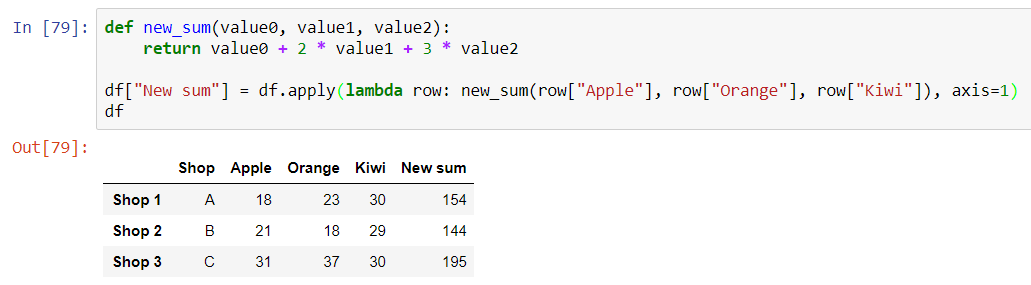 In [79]: def new_sum(value0, value1, value2):
return value0 + 2 * value1 + 3 * value2
df["New sum"] = df.apply(lambda row: new_sum(row["Apple"], row["Orange"], row["Kiwi"]), axis=1)
df
Out[79]:
Shop Apple Orange Kiwi New sum
Shop 1 A 18 23 30 154
Shop 2 B 21 18 29 144
Shop 3 C 31 37 30 195